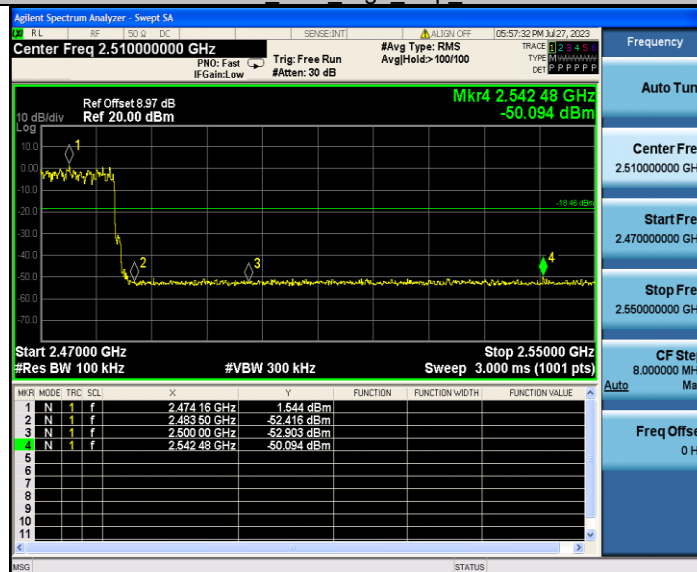 Agilent Spectrum Analyzer - Swept SA
RL RF 50 Ω DC SENSE:INT ALIGN OFF 05:57:32 PM Jul 27, 2023
Center Freq 2.510000000 GHz
PNO: Fast
IFGain:Low
Trig: Free Run
#Atten: 30 dB
#Avg Type: RMS
Avg|Hold:>100/100
TRACE 1 2 3 4 5 6
TYPE M
DET P P P P P P
Ref Offset 8.97 dB
10 dB/div Ref 20.00 dBm
Log
Mkr4 2.542 48 GHz
-50.094 dBm
10.0
0.00
-10.0
-20.0
-30.0
-40.0
-50.0
-60.0
-70.0
1
2
3
4
-18.46 dBm
Start 2.47000 GHz Stop 2.55000 GHz
#Res BW 100 kHz #VBW 300 kHz Sweep 3.000 ms (1001 pts)
MKR MODE TRC SCL X Y FUNCTION FUNCTION WIDTH FUNCTION VALUE
1 N 1 f 2.474 16 GHz 1.544 dBm
2 N 1 f 2.483 50 GHz -52.416 dBm
3 N 1 f 2.500 00 GHz -52.903 dBm
4 N 1 f 2.542 48 GHz -50.094 dBm
5
6
7
8
9
10
11
MSG STATUS
Frequency
Auto Tun
Center Fre
2.510000000 GH
Start Fre
2.470000000 GH
Stop Fre
2.550000000 GH
CF Ste
8.000000 MH
Auto Ma
Freq Offse
0 H